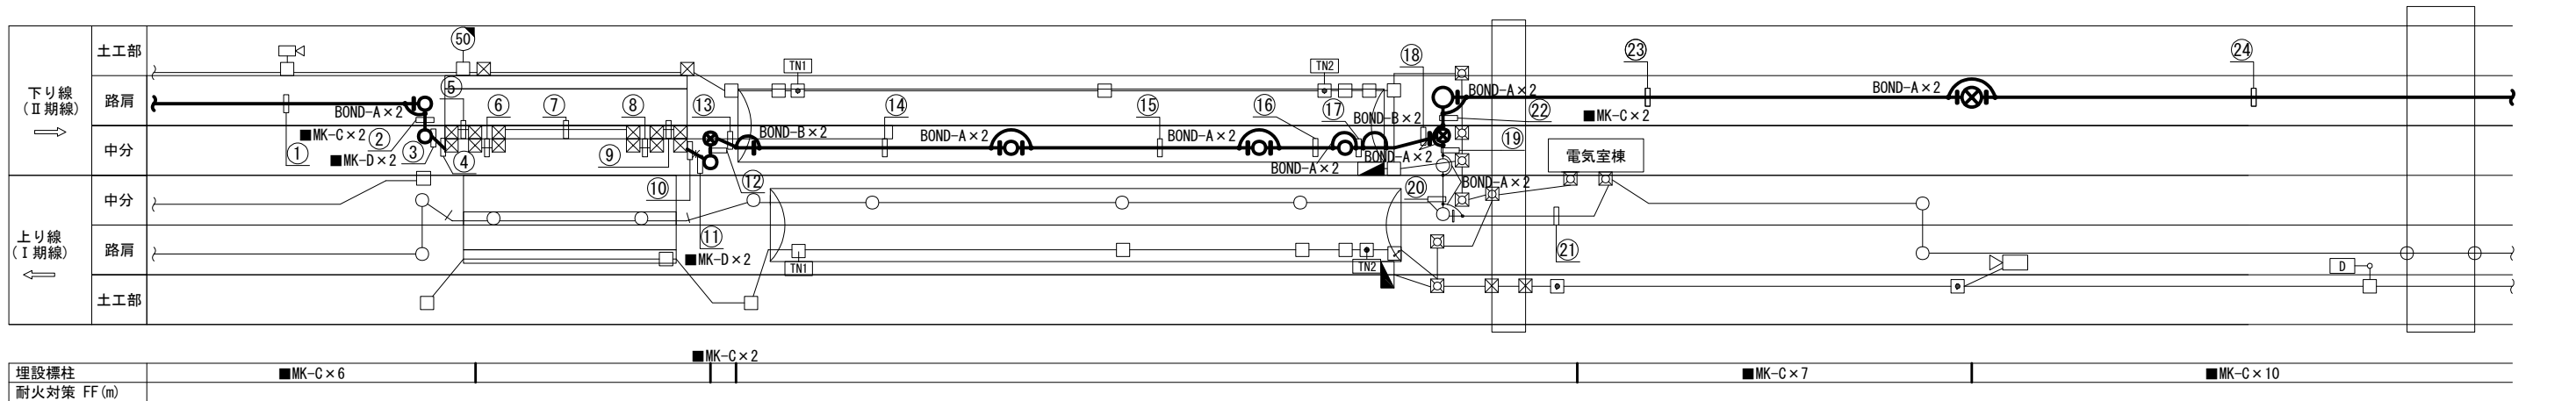 下り線
(Ⅱ期線)
土工部
路肩
中分
上り線
(Ⅰ期線)
中分
路肩
土工部
50
TN1
TN2
18
23
24
5
6
7
8
13
14
15
16
17
BOND-A×2
BOND-A×2
BOND-A×2
22
BOND-B×2
■MK-C×2
BOND-B×2
BOND-A×2
BOND-A×2
■MK-C×2
2
1
■MK-D×2
3
4
9
19
BOND-A×2
電気室棟
BOND-A×2
10
12
20
BOND-A×2
11
21
■MK-D×2
TN1
TN2
D
■MK-C×2
埋設標柱
■MK-C×6
■MK-C×7
■MK-C×10
耐火対策 FF(m)